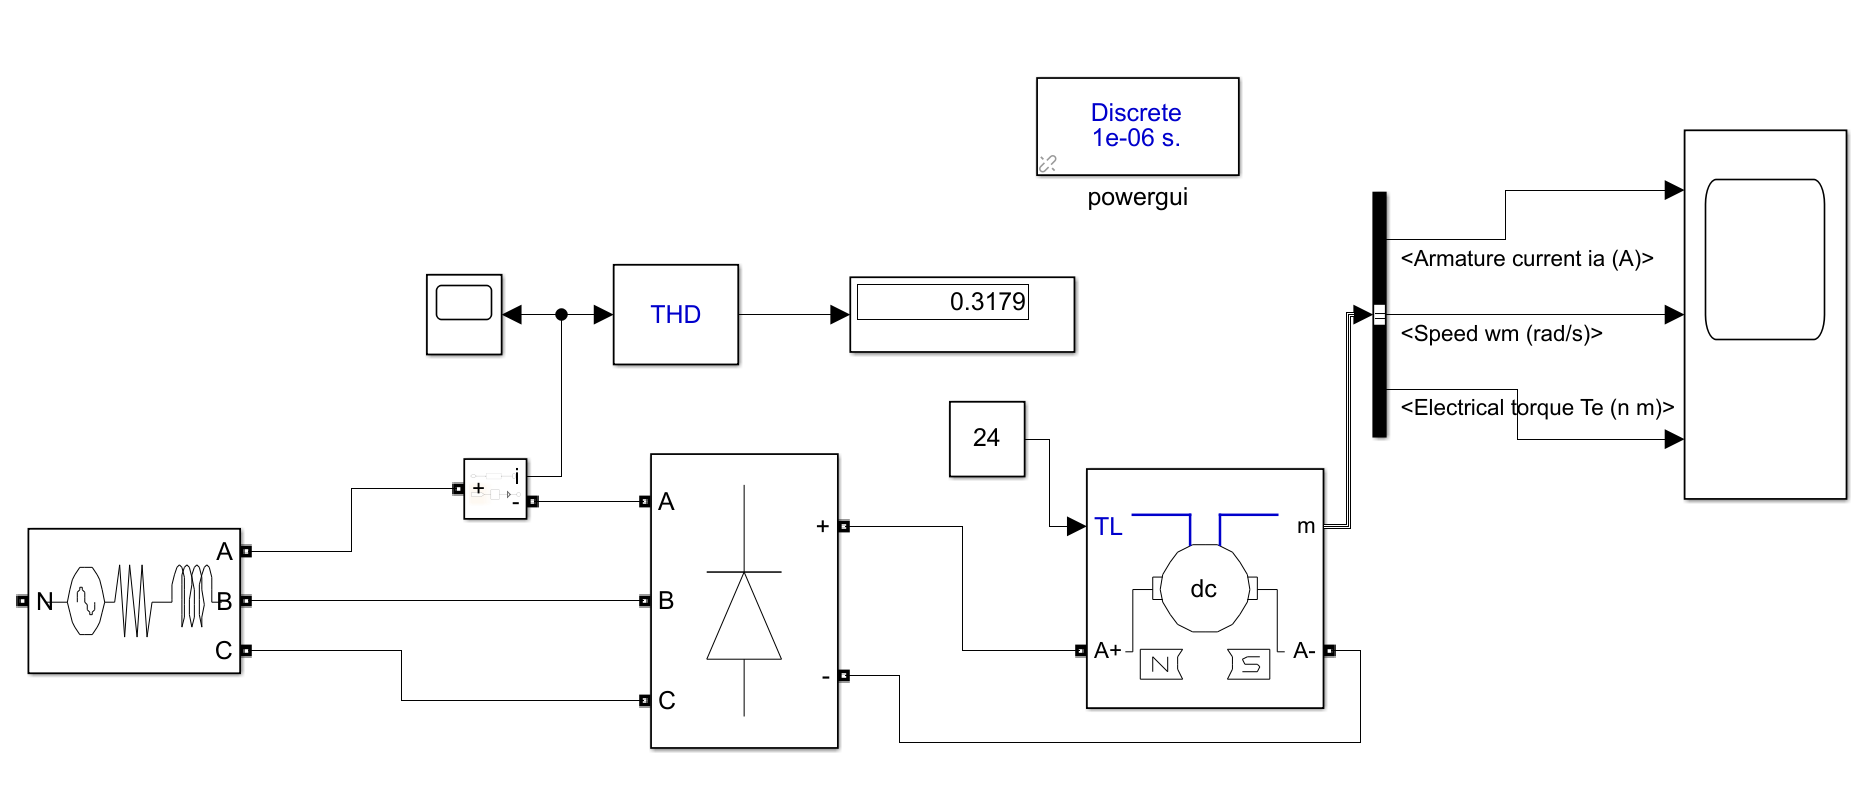 Discrete
1e-06 s.
powergui
<Armature current ia (A)>
<Speed wm (rad/s)>
<Electrical torque Te (n m)>
THD
0.3179
24
i
+
-
A
B
C
+
-
N
A
B
C
TL
m
dc
A+
A-
N
S